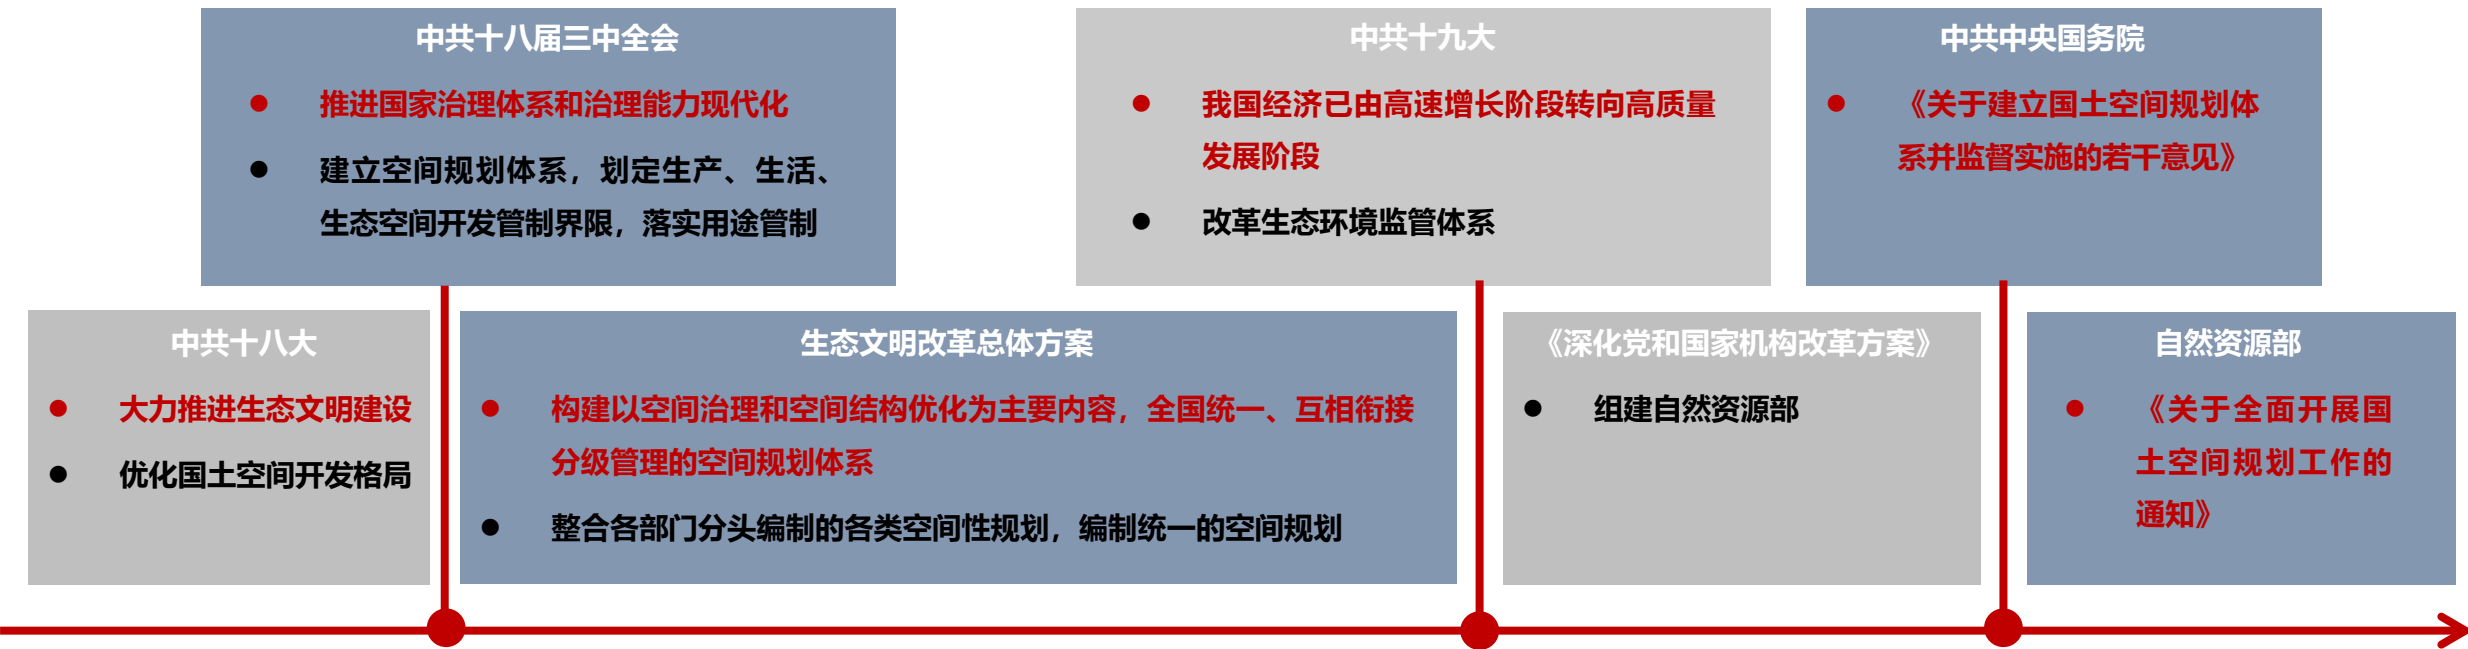 中共十八届三中全会
推进国家治理体系和治理能力现代化
建立空间规划体系，划定生产、生活、
生态空间开发管制界限，落实用途管制
中共十九大
我国经济已由高速增长阶段转向高质量
发展阶段
改革生态环境监管体系
中共中央国务院
《关于建立国土空间规划体
系并监督实施的若干意见》
中共十八大
大力推进生态文明建设
优化国土空间开发格局
生态文明改革总体方案
构建以空间治理和空间结构优化为主要内容，全国统一、互相衔接
分级管理的空间规划体系
整合各部门分头编制的各类空间性规划，编制统一的空间规划
《深化党和国家机构改革方案》
组建自然资源部
自然资源部
《关于全面开展国
土空间规划工作的
通知》